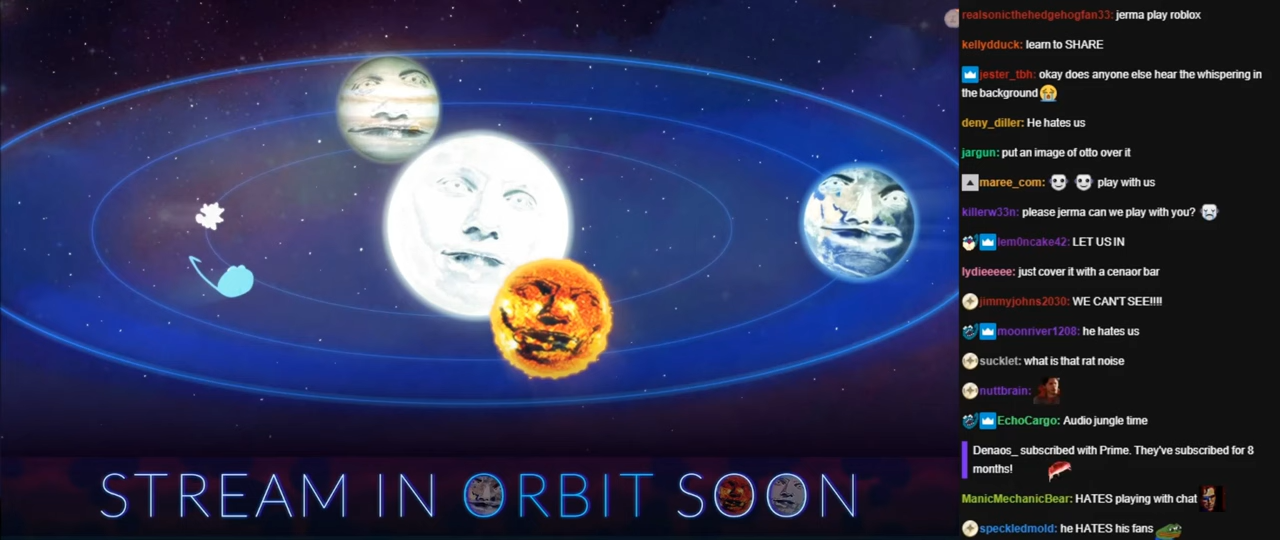 STREAM IN ORBIT SOON
realsonicthehedgehogfan33: jerma play roblox
kellydduck: learn to SHARE
jester_tbh: okay does anyone else hear the whispering in
the background
deny_diller: He hates us
jargun: put an image of otto over it
maree_com: play with us
killerw33n: please jerma can we play with you?
lem0ncake42: LET US IN
lydieeeee: just cover it with a cenaor bar
jimmyjohns2030: WE CAN'T SEE!!!!
moonriver1208: he hates us
sucklet: what is that rat noise
nuttbrain:
EchoCargo: Audio jungle time
Denaos_ subscribed with Prime. They've subscribed for 8
months!
ManicMechanicBear: HATES playing with chat
speckledmold: he HATES his fans